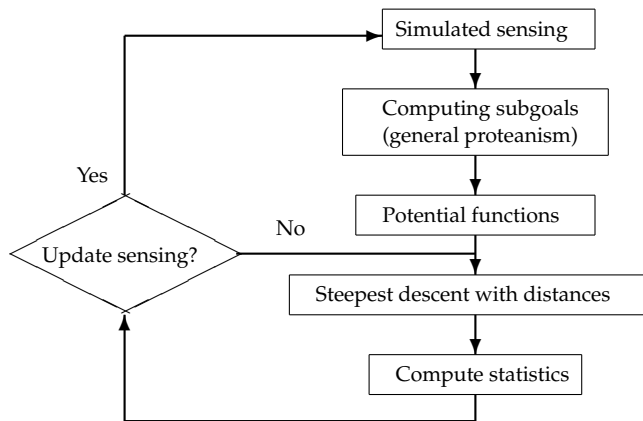 Simulated sensing
Computing subgoals
(general proteanism)
Yes
Potential functions
No
Update sensing?
Steepest descent with distances
Compute statistics